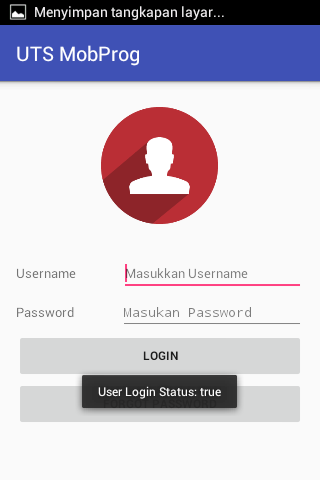 Menyimpan tangkapan layar...
UTS MobProg
Username
Masukkan Username
Password
Masukan Password
LOGIN
User Login Status: true